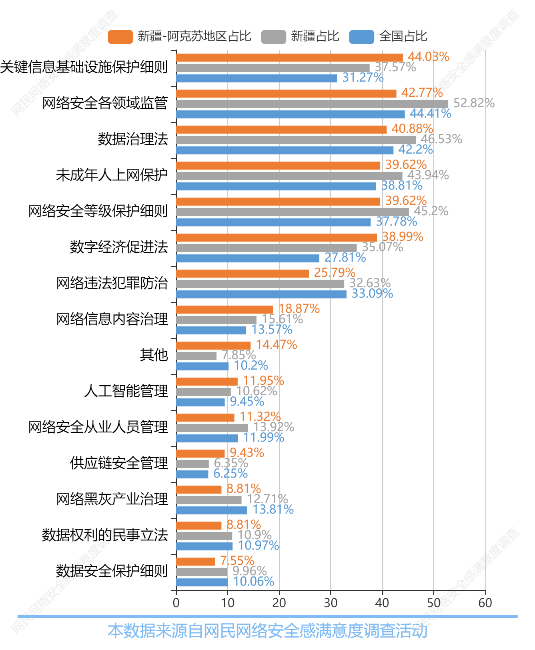 新疆-阿克苏地区占比 新疆占比 全国占比
关键信息基础设施保护细则 44.03% 37.57% 31.27%
网络安全各领域监管 42.77% 52.82% 44.41%
数据治理法 40.88% 46.53% 42.2%
未成年人上网保护 39.62% 43.94% 38.81%
网络安全等级保护细则 39.62% 45.2% 37.78%
数字经济促进法 38.99% 35.07% 27.81%
网络违法犯罪防治 25.79% 32.63% 33.09%
网络信息内容治理 18.87% 15.61% 13.57%
其他 14.47% 7.85% 10.2%
人工智能管理 11.95% 10.62% 9.45%
网络安全从业人员管理 11.32% 13.92% 11.99%
供应链安全管理 9.43% 6.35% 6.25%
网络黑灰产业治理 8.81% 12.71% 13.81%
数据权利的民事立法 8.81% 10.9% 10.97%
数据安全保护细则 7.55% 9.96% 10.06%
0 10 20 30 40 50 60
本数据来源自网民网络安全感满意度调查活动